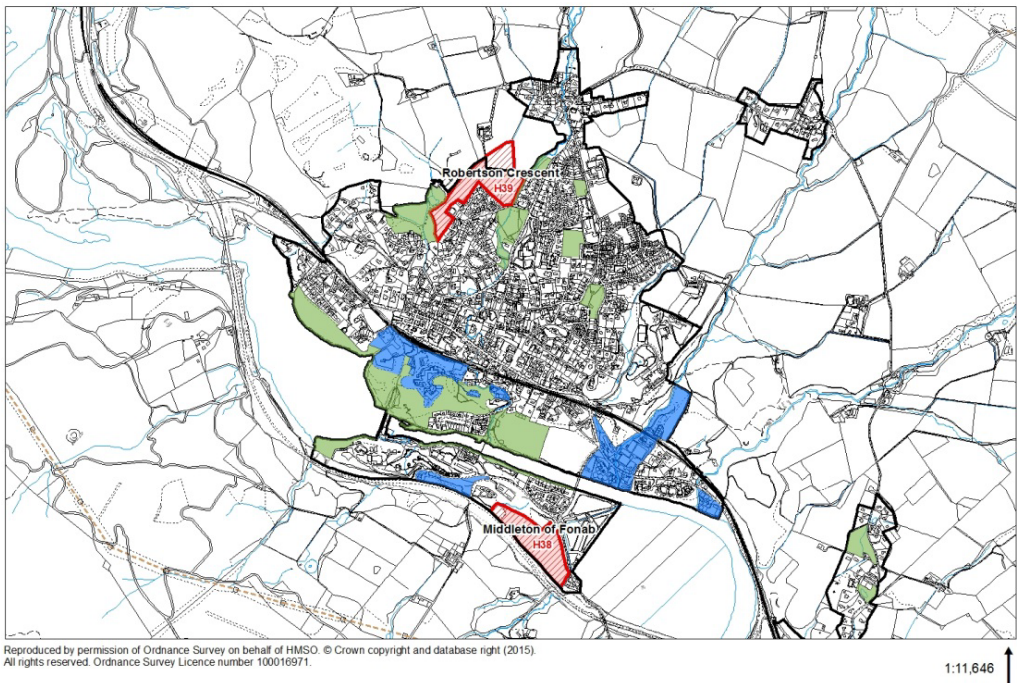 Robertson Crescent
H39
Middleton of Fonab
H38
Reproduced by permission of Ordnance Survey on behalf of HMSO. © Crown copyright and database right (2015).
All rights reserved. Ordnance Survey Licence number 100016971.
1:11,646